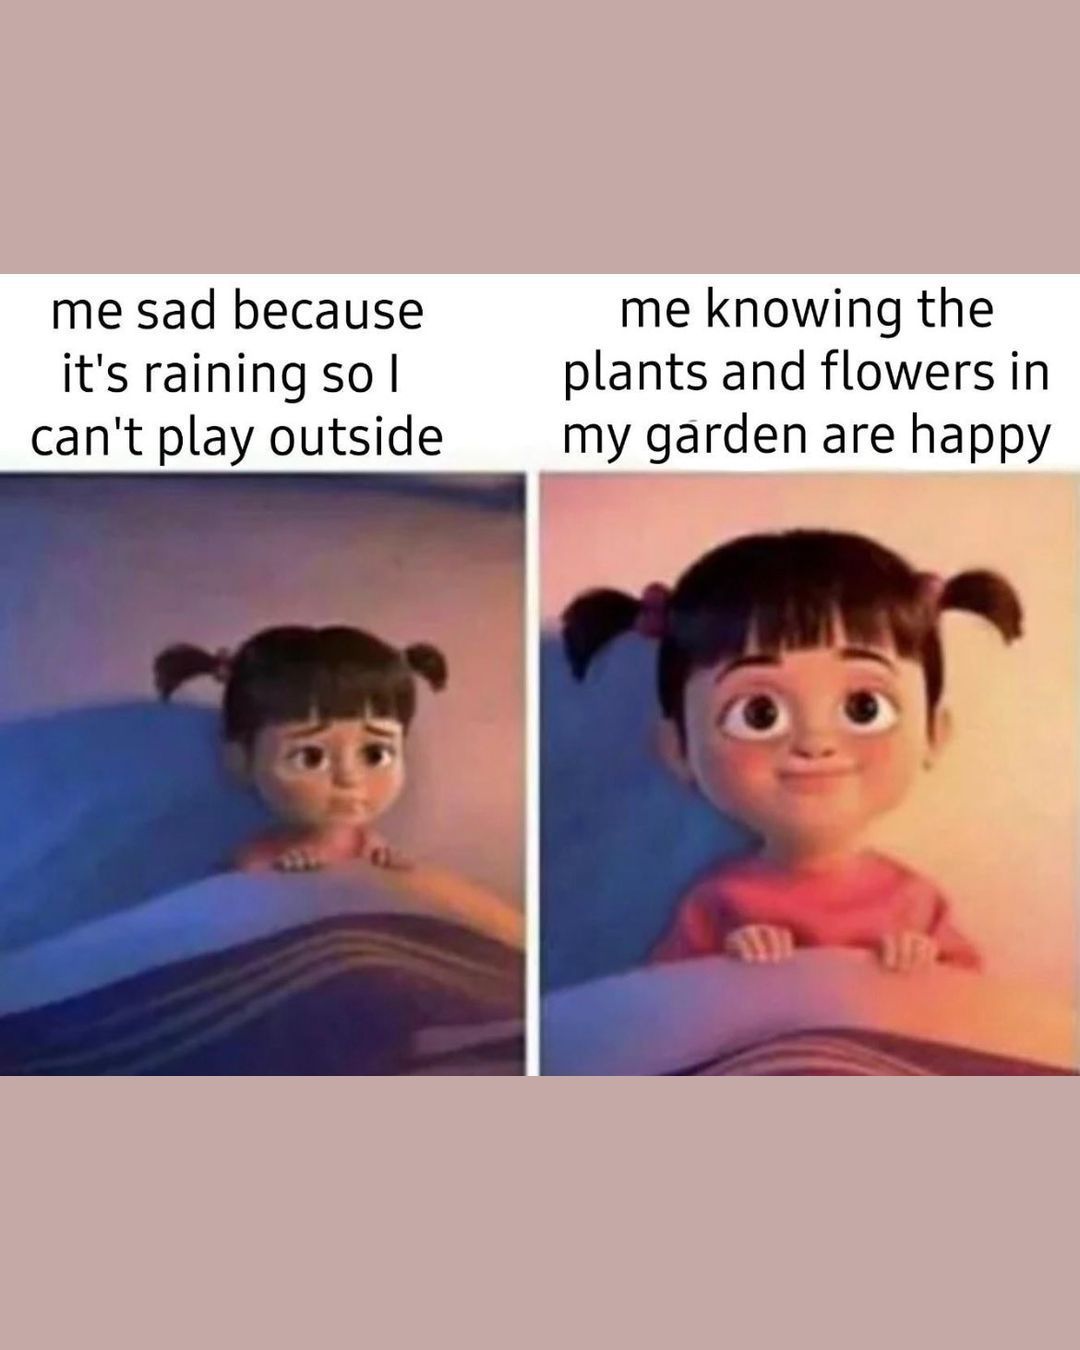 me sad because
it's raining so I
can't play outside
me knowing the
plants and flowers in
my garden are happy